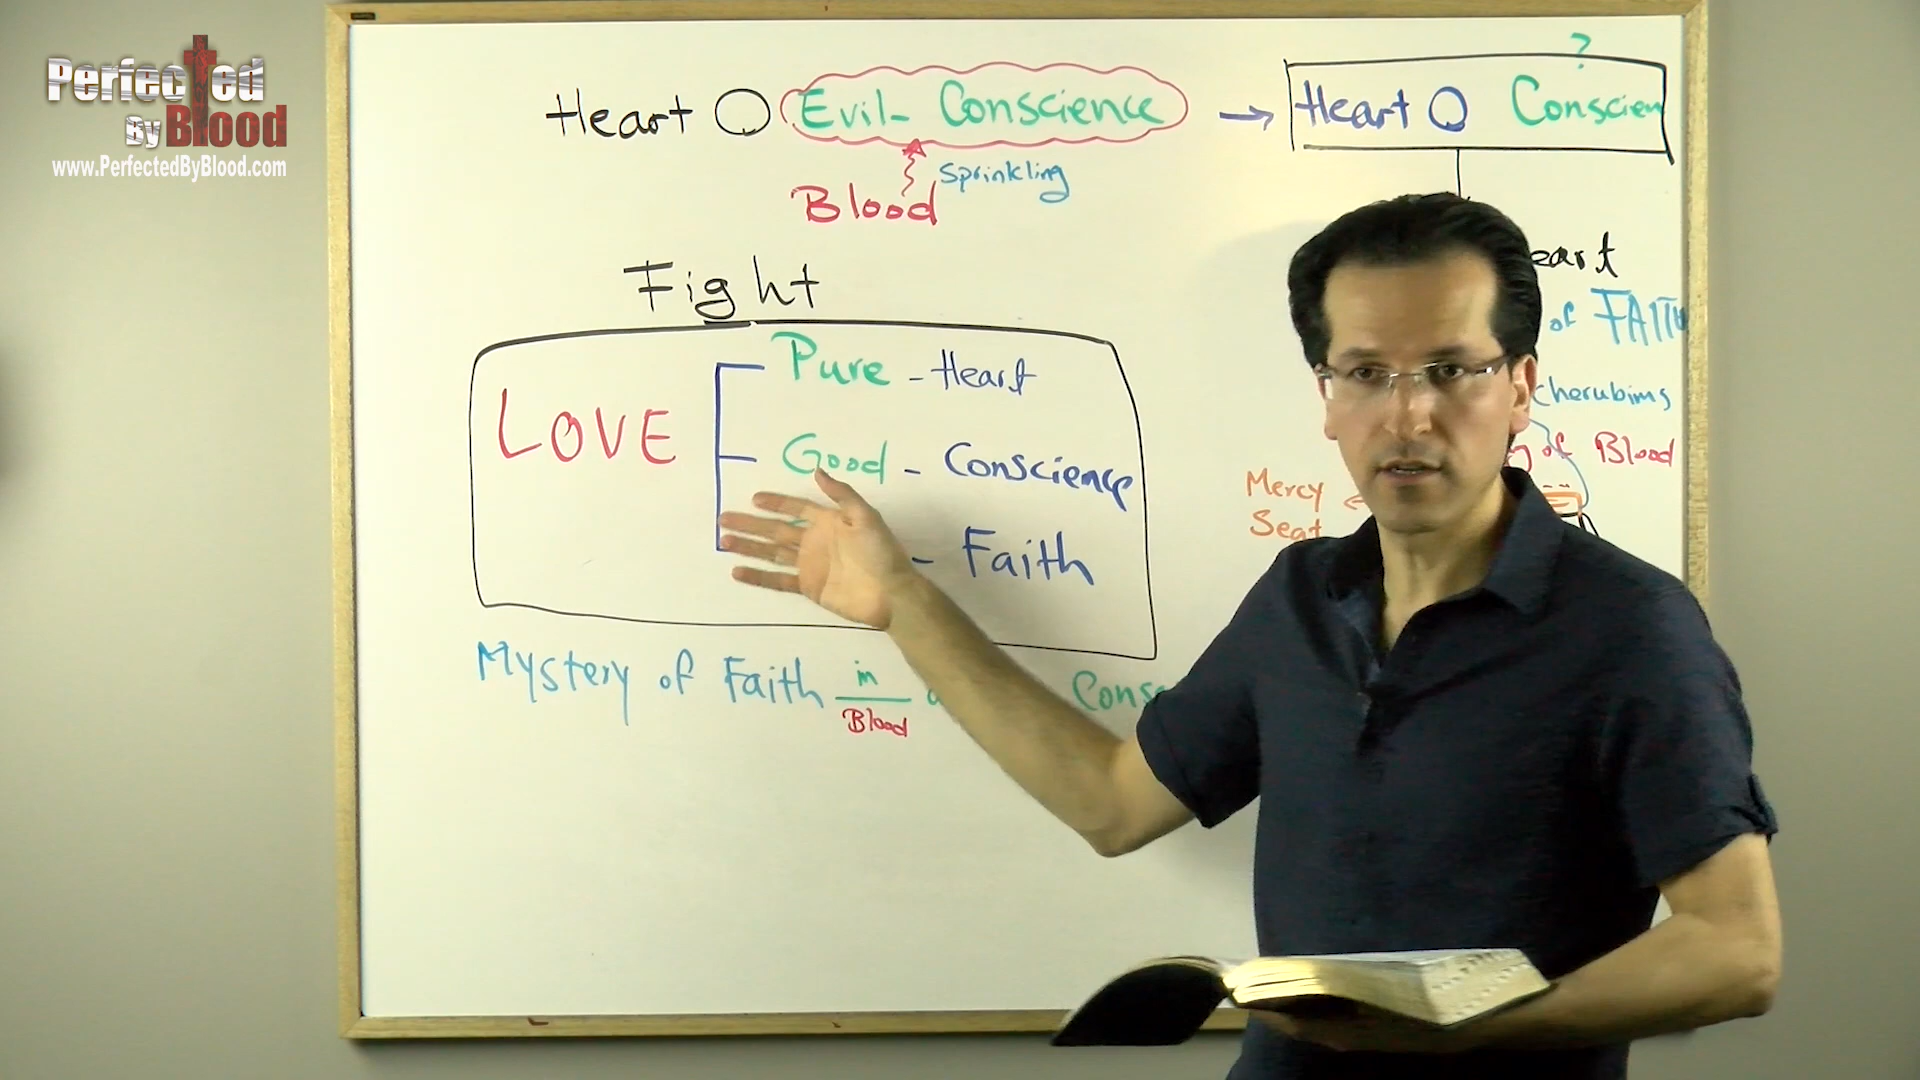 Perfected
By Blood
www.PerfectedByBlood.com
Heart Evil- Conscience → Heart Conscien
?
Sprinkling
Blood
Fight
eart
of FAITH
LOVE
Pure - Heart
Good - Conscience
- Faith
cherubims
of Blood
Mercy
Seat
Mystery of Faith in Cons
Blood